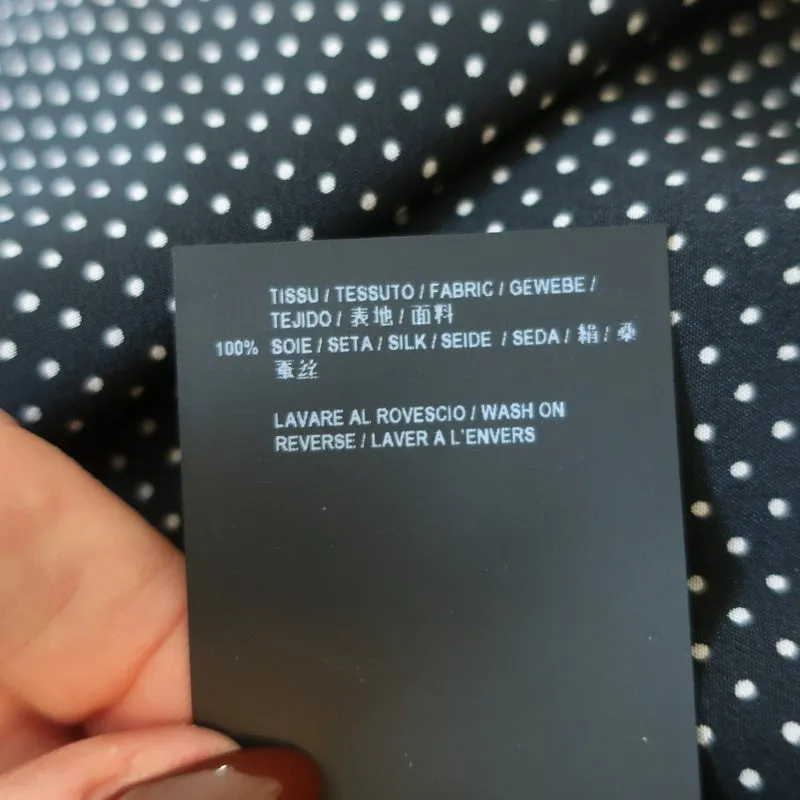 TISSU / TESSUTO / FABRIC / GEWEBE /
TEJIDO / 表地 / 面料
100% SOIE / SETA / SILK / SEIDE / SEDA / 絹 / 桑
蚕丝
LAVARE AL ROVESCIO / WASH ON
REVERSE / LAVER A L'ENVERS